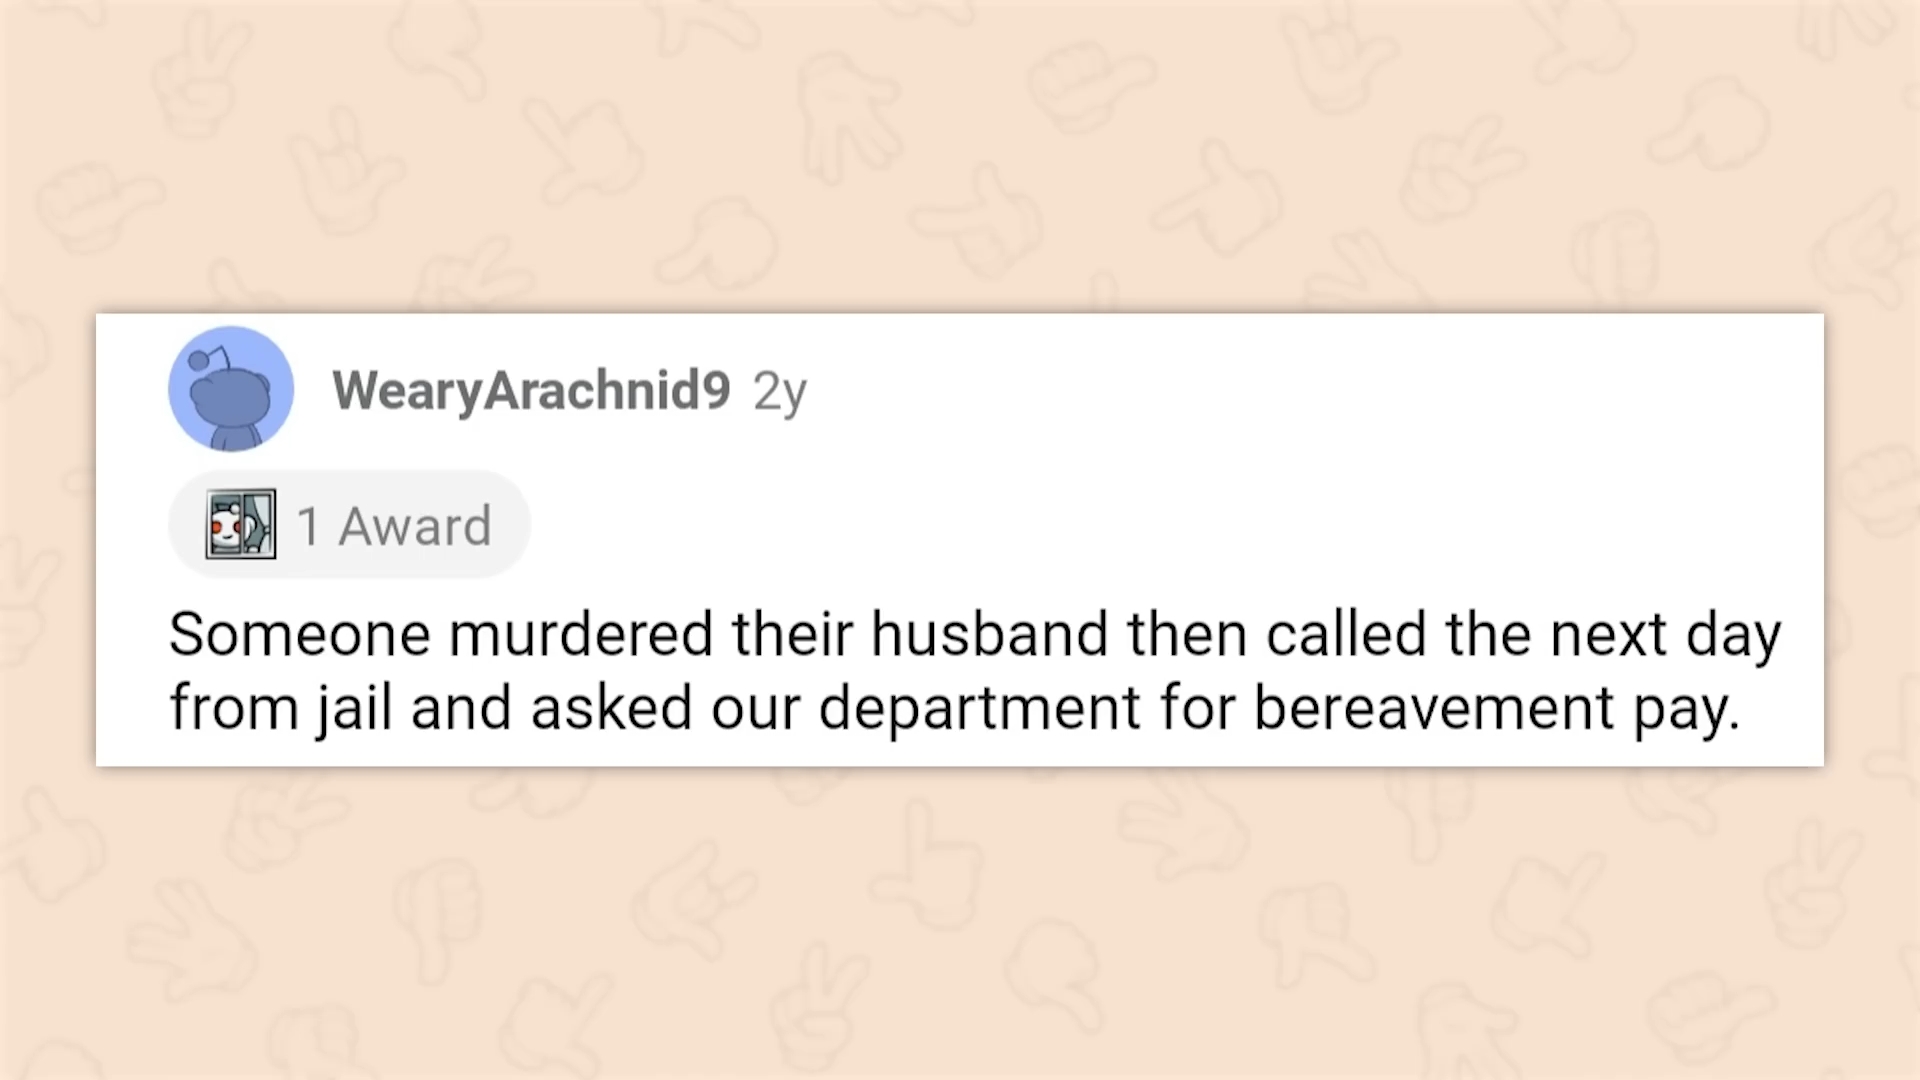 WearyArachnid9 2y
1 Award
Someone murdered their husband then called the next day
from jail and asked our department for bereavement pay.